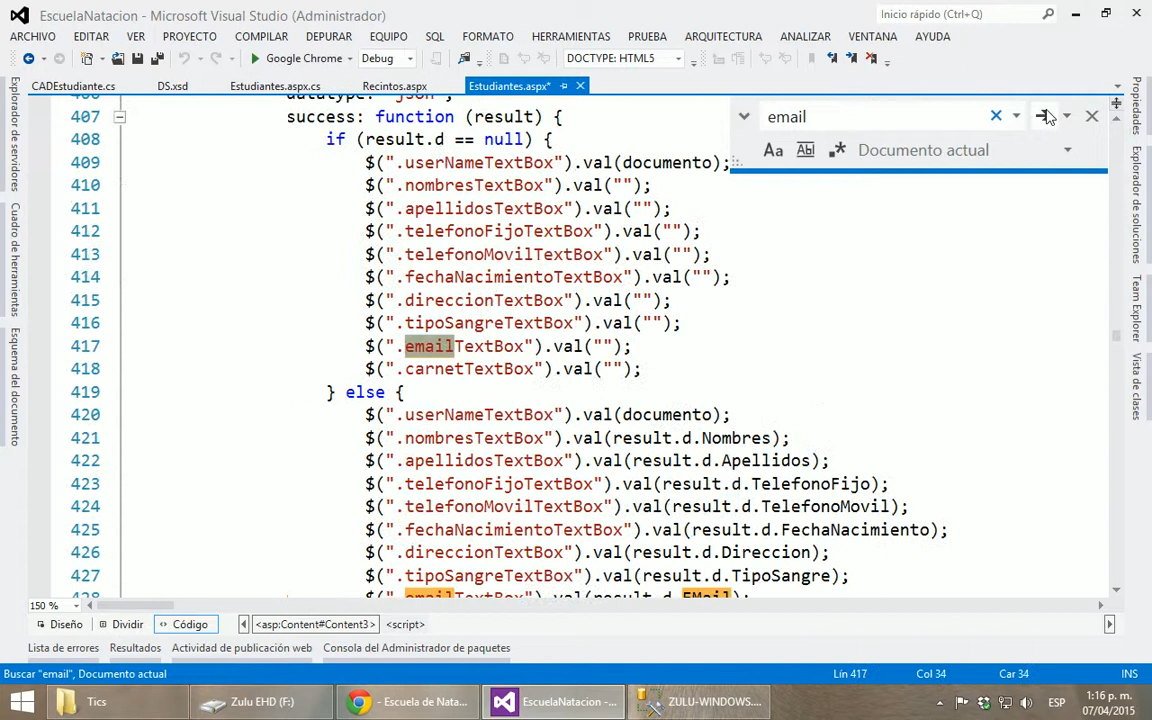 EscuelaNatacion - Microsoft Visual Studio (Administrador)
Inicio rápido (Ctrl+Q)
ARCHIVO EDITAR VER PROYECTO COMPILAR DEPURAR EQUIPO SQL FORMATO HERRAMIENTAS PRUEBA ARQUITECTURA ANALIZAR VENTANA AYUDA
Google Chrome Debug DOCTYPE: HTML5
CADEstudiante.cs DS.xsd Estudiantes.aspx.cs Recintos.aspx Estudiantes.aspx*
email
Aa Abl Documento actual
406 datatype: "json",
407 success: function (result) {
408 if (result.d == null) {
409 $(".userNameTextBox").val(documento);
410 $(".nombresTextBox").val("");
411 $(".apellidosTextBox").val("");
412 $(".telefonoFijoTextBox").val("");
413 $(".telefonoMovilTextBox").val("");
414 $(".fechaNacimientoTextBox").val("");
415 $(".direccionTextBox").val("");
416 $(".tipoSangreTextBox").val("");
417 $(".emailTextBox").val("");
418 $(".carnetTextBox").val("");
419 } else {
420 $(".userNameTextBox").val(documento);
421 $(".nombresTextBox").val(result.d.Nombres);
422 $(".apellidosTextBox").val(result.d.Apellidos);
423 $(".telefonoFijoTextBox").val(result.d.TelefonoFijo);
424 $(".telefonoMovilTextBox").val(result.d.TelefonoMovil);
425 $(".fechaNacimientoTextBox").val(result.d.FechaNacimiento);
426 $(".direccionTextBox").val(result.d.Direccion);
427 $(".tipoSangreTextBox").val(result.d.TipoSangre);
428 $(".emailTextBox").val(result.d.EMail);
Explorador de servidores
Cuadro de herramientas
Esquema del documento
Propiedades
Explorador de soluciones
Team Explorer
Vista de clases
150 %
Diseño Dividir Código <asp:Content#Content3> <script>
Lista de errores Resultados Actividad de publicación web Consola del Administrador de paquetes
Buscar "email", Documento actual Lín 417 Col 34 Car 34 INS
Tics Zulu EHD (F:) - Escuela de Nata... EscuelaNatacion -... ZULU-WINDOWS.... ESP 1:16 p. m.
07/04/2015